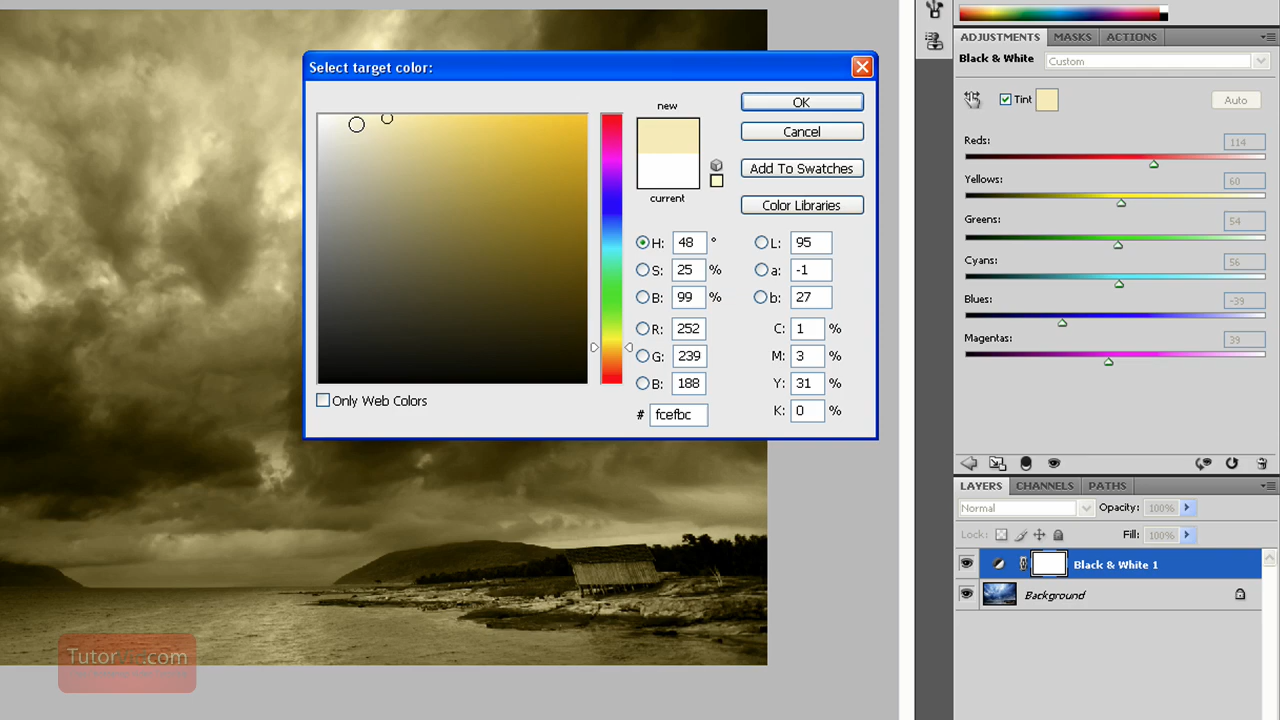 Select target color:
new
current
OK
Cancel
Add To Swatches
Color Libraries
H: 48 °
S: 25 %
B: 99 %
R: 252
G: 239
B: 188
# fcefbc
L: 95
a: -1
b: 27
C: 1 %
M: 3 %
Y: 31 %
K: 0 %
Only Web Colors
ADJUSTMENTS MASKS ACTIONS
Black & White Custom
Tint Auto
Reds: 114
Yellows: 60
Greens: 54
Cyans: 56
Blues: -39
Magentas: 39
LAYERS CHANNELS PATHS
Normal Opacity: 100%
Lock: Fill: 100%
Black & White 1
Background
TutorVid.com